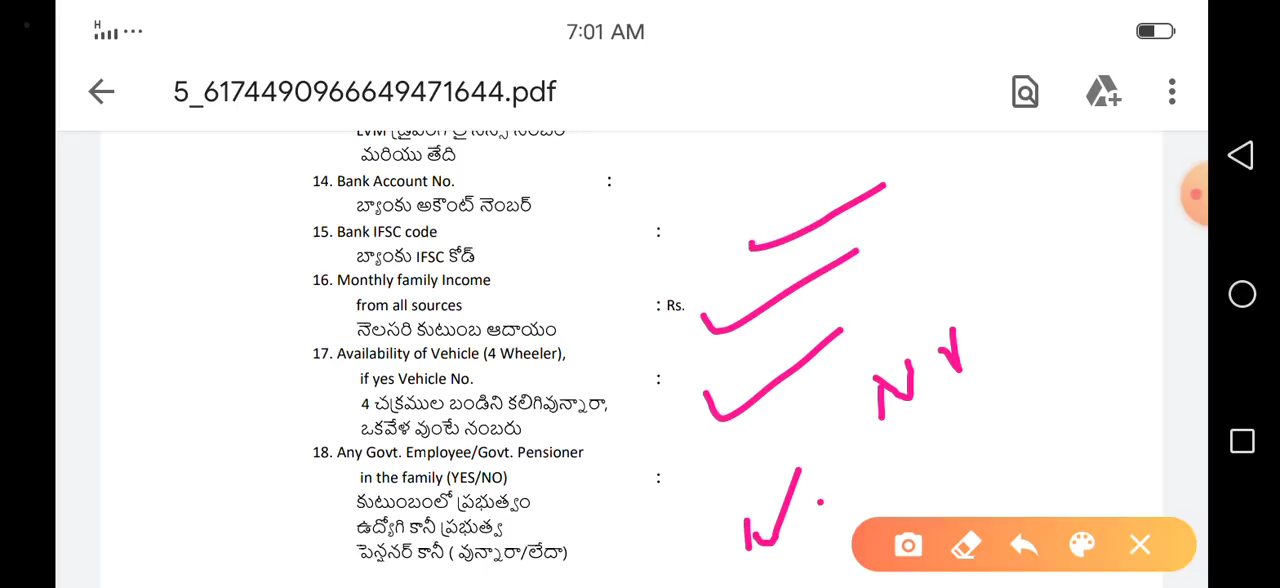 H
7:01 AM
5_6174490966649471644.pdf
మరియు తేది
14. Bank Account No. :
బ్యాంకు అకౌంట్ నెంబర్
15. Bank IFSC code :
బ్యాంకు IFSC కోడ్
16. Monthly family Income
from all sources : Rs.
నెలసరి కుటుంబ ఆదాయం
17. Availability of Vehicle (4 Wheeler),
if yes Vehicle No. :
4 చక్రముల బండిని కలిగివున్నారా,
ఒకవేళ వుంటే నంబరు
18. Any Govt. Employee/Govt. Pensioner
in the family (YES/NO) :
కుటుంబంలో ప్రభుత్వం
ఉద్యోగి కానీ ప్రభుత్వ
పెన్షనర్ కానీ ( వున్నారా/లేదా)